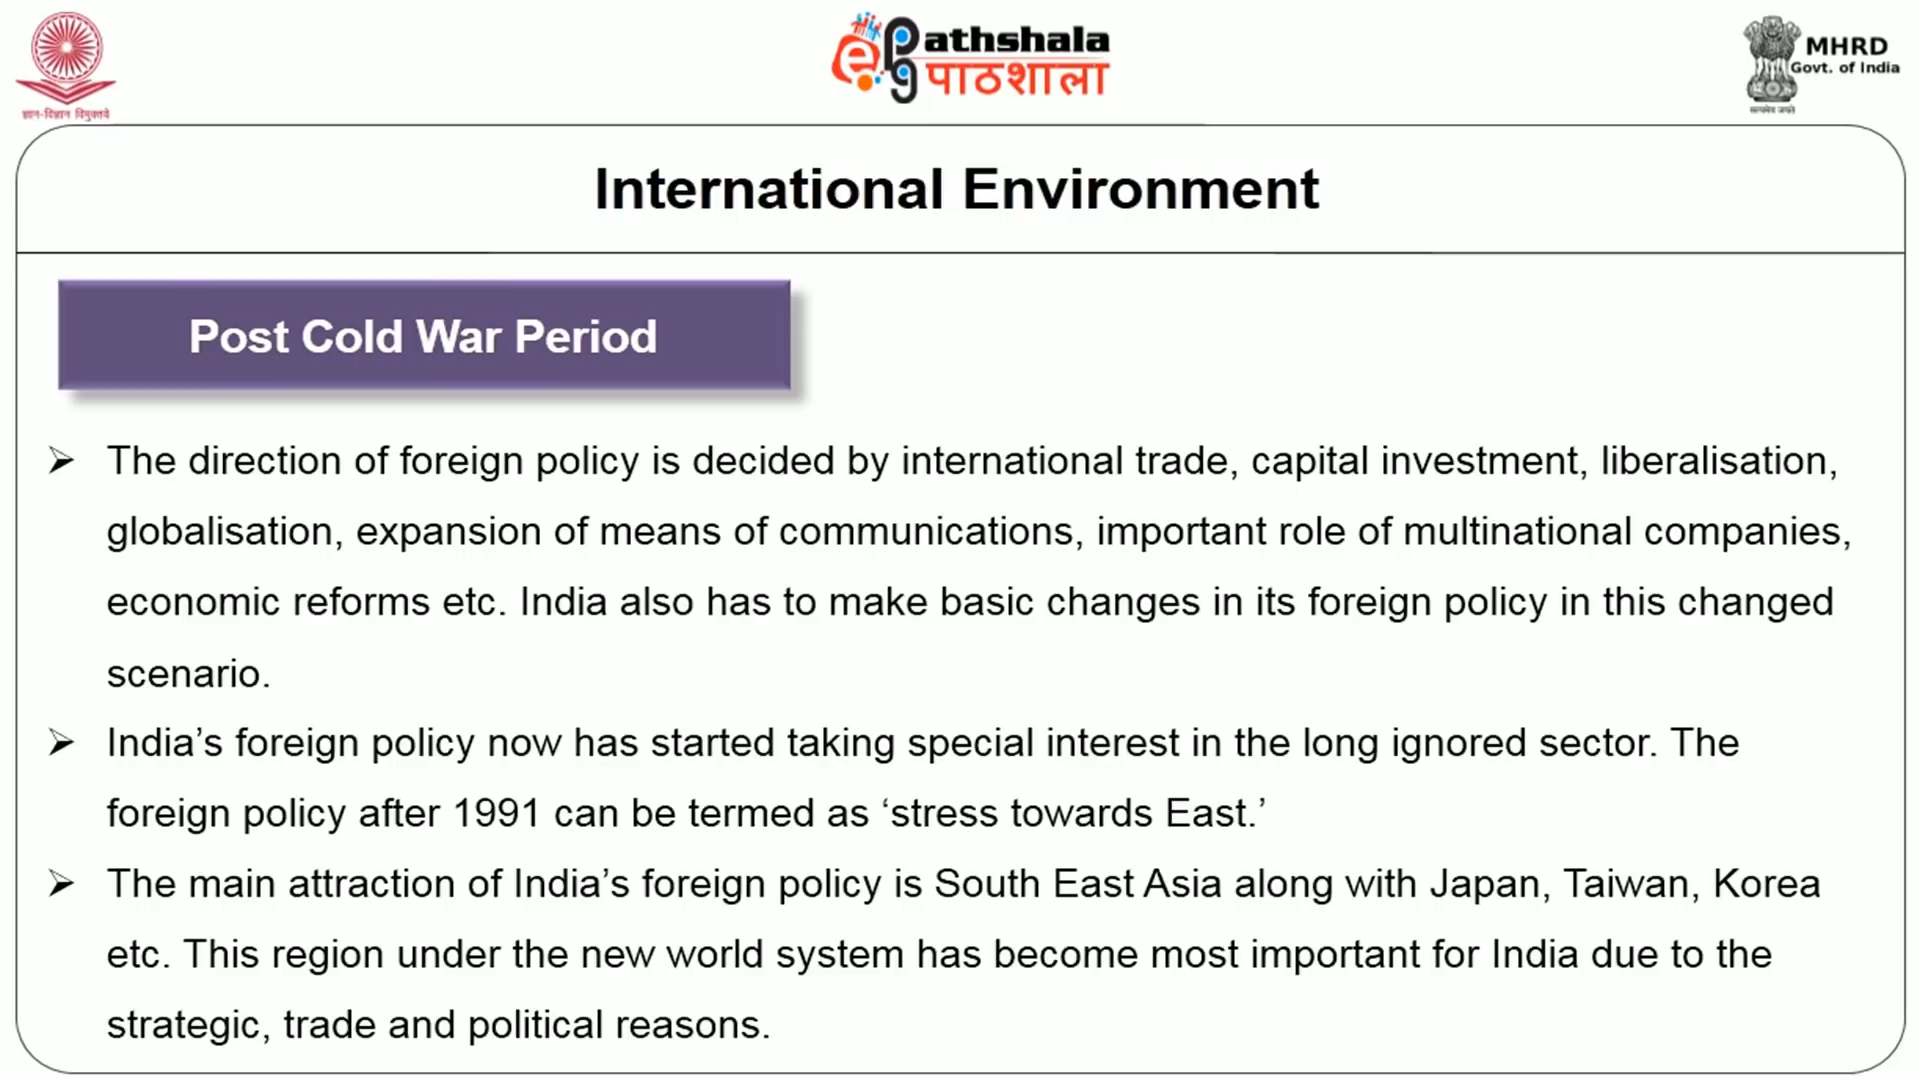 ज्ञान-विज्ञान विमुक्तये
e Pg Pathshala
पाठशाला
MHRD
Govt. of India
सत्यमेव जयते
International Environment
Post Cold War Period
➢ The direction of foreign policy is decided by international trade, capital investment, liberalisation,
globalisation, expansion of means of communications, important role of multinational companies,
economic reforms etc. India also has to make basic changes in its foreign policy in this changed
scenario.
➢ India’s foreign policy now has started taking special interest in the long ignored sector. The
foreign policy after 1991 can be termed as ‘stress towards East.’
➢ The main attraction of India’s foreign policy is South East Asia along with Japan, Taiwan, Korea
etc. This region under the new world system has become most important for India due to the
strategic, trade and political reasons.